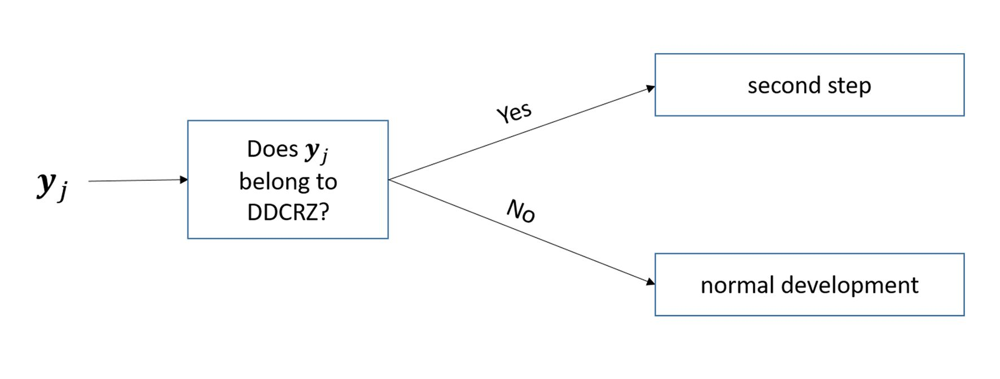 y_j
Does y_j
belong to
DDCRZ?
Yes
No
second step
normal development